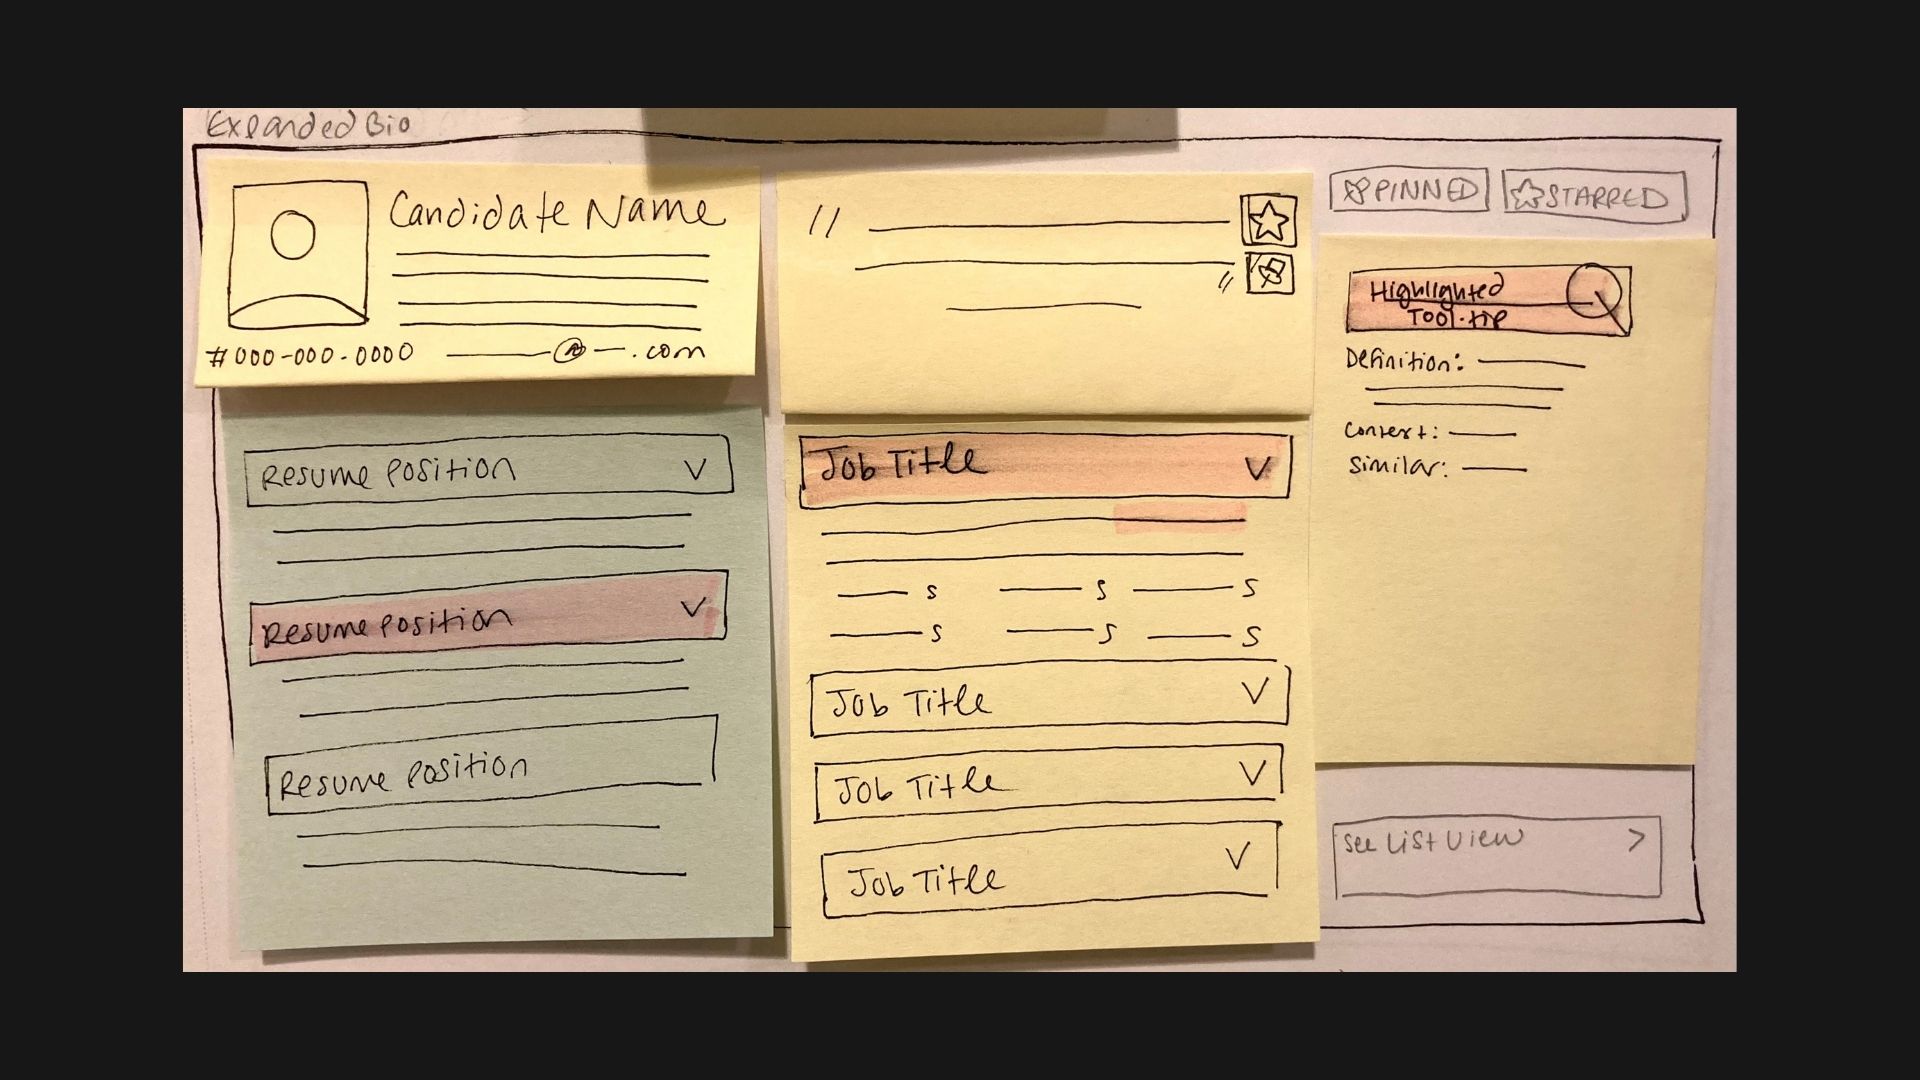 Expanded Bio
Candidate Name
#000-000-0000 @ .com
"
"
PINNED
STARRED
Highlighted
Tool-tip
Definition:
Context:
Similar:
Resume Position V
Resume Position V
Resume Position
Job Title V
s s s
s s s
Job Title V
Job Title V
Job Title V
See List View >